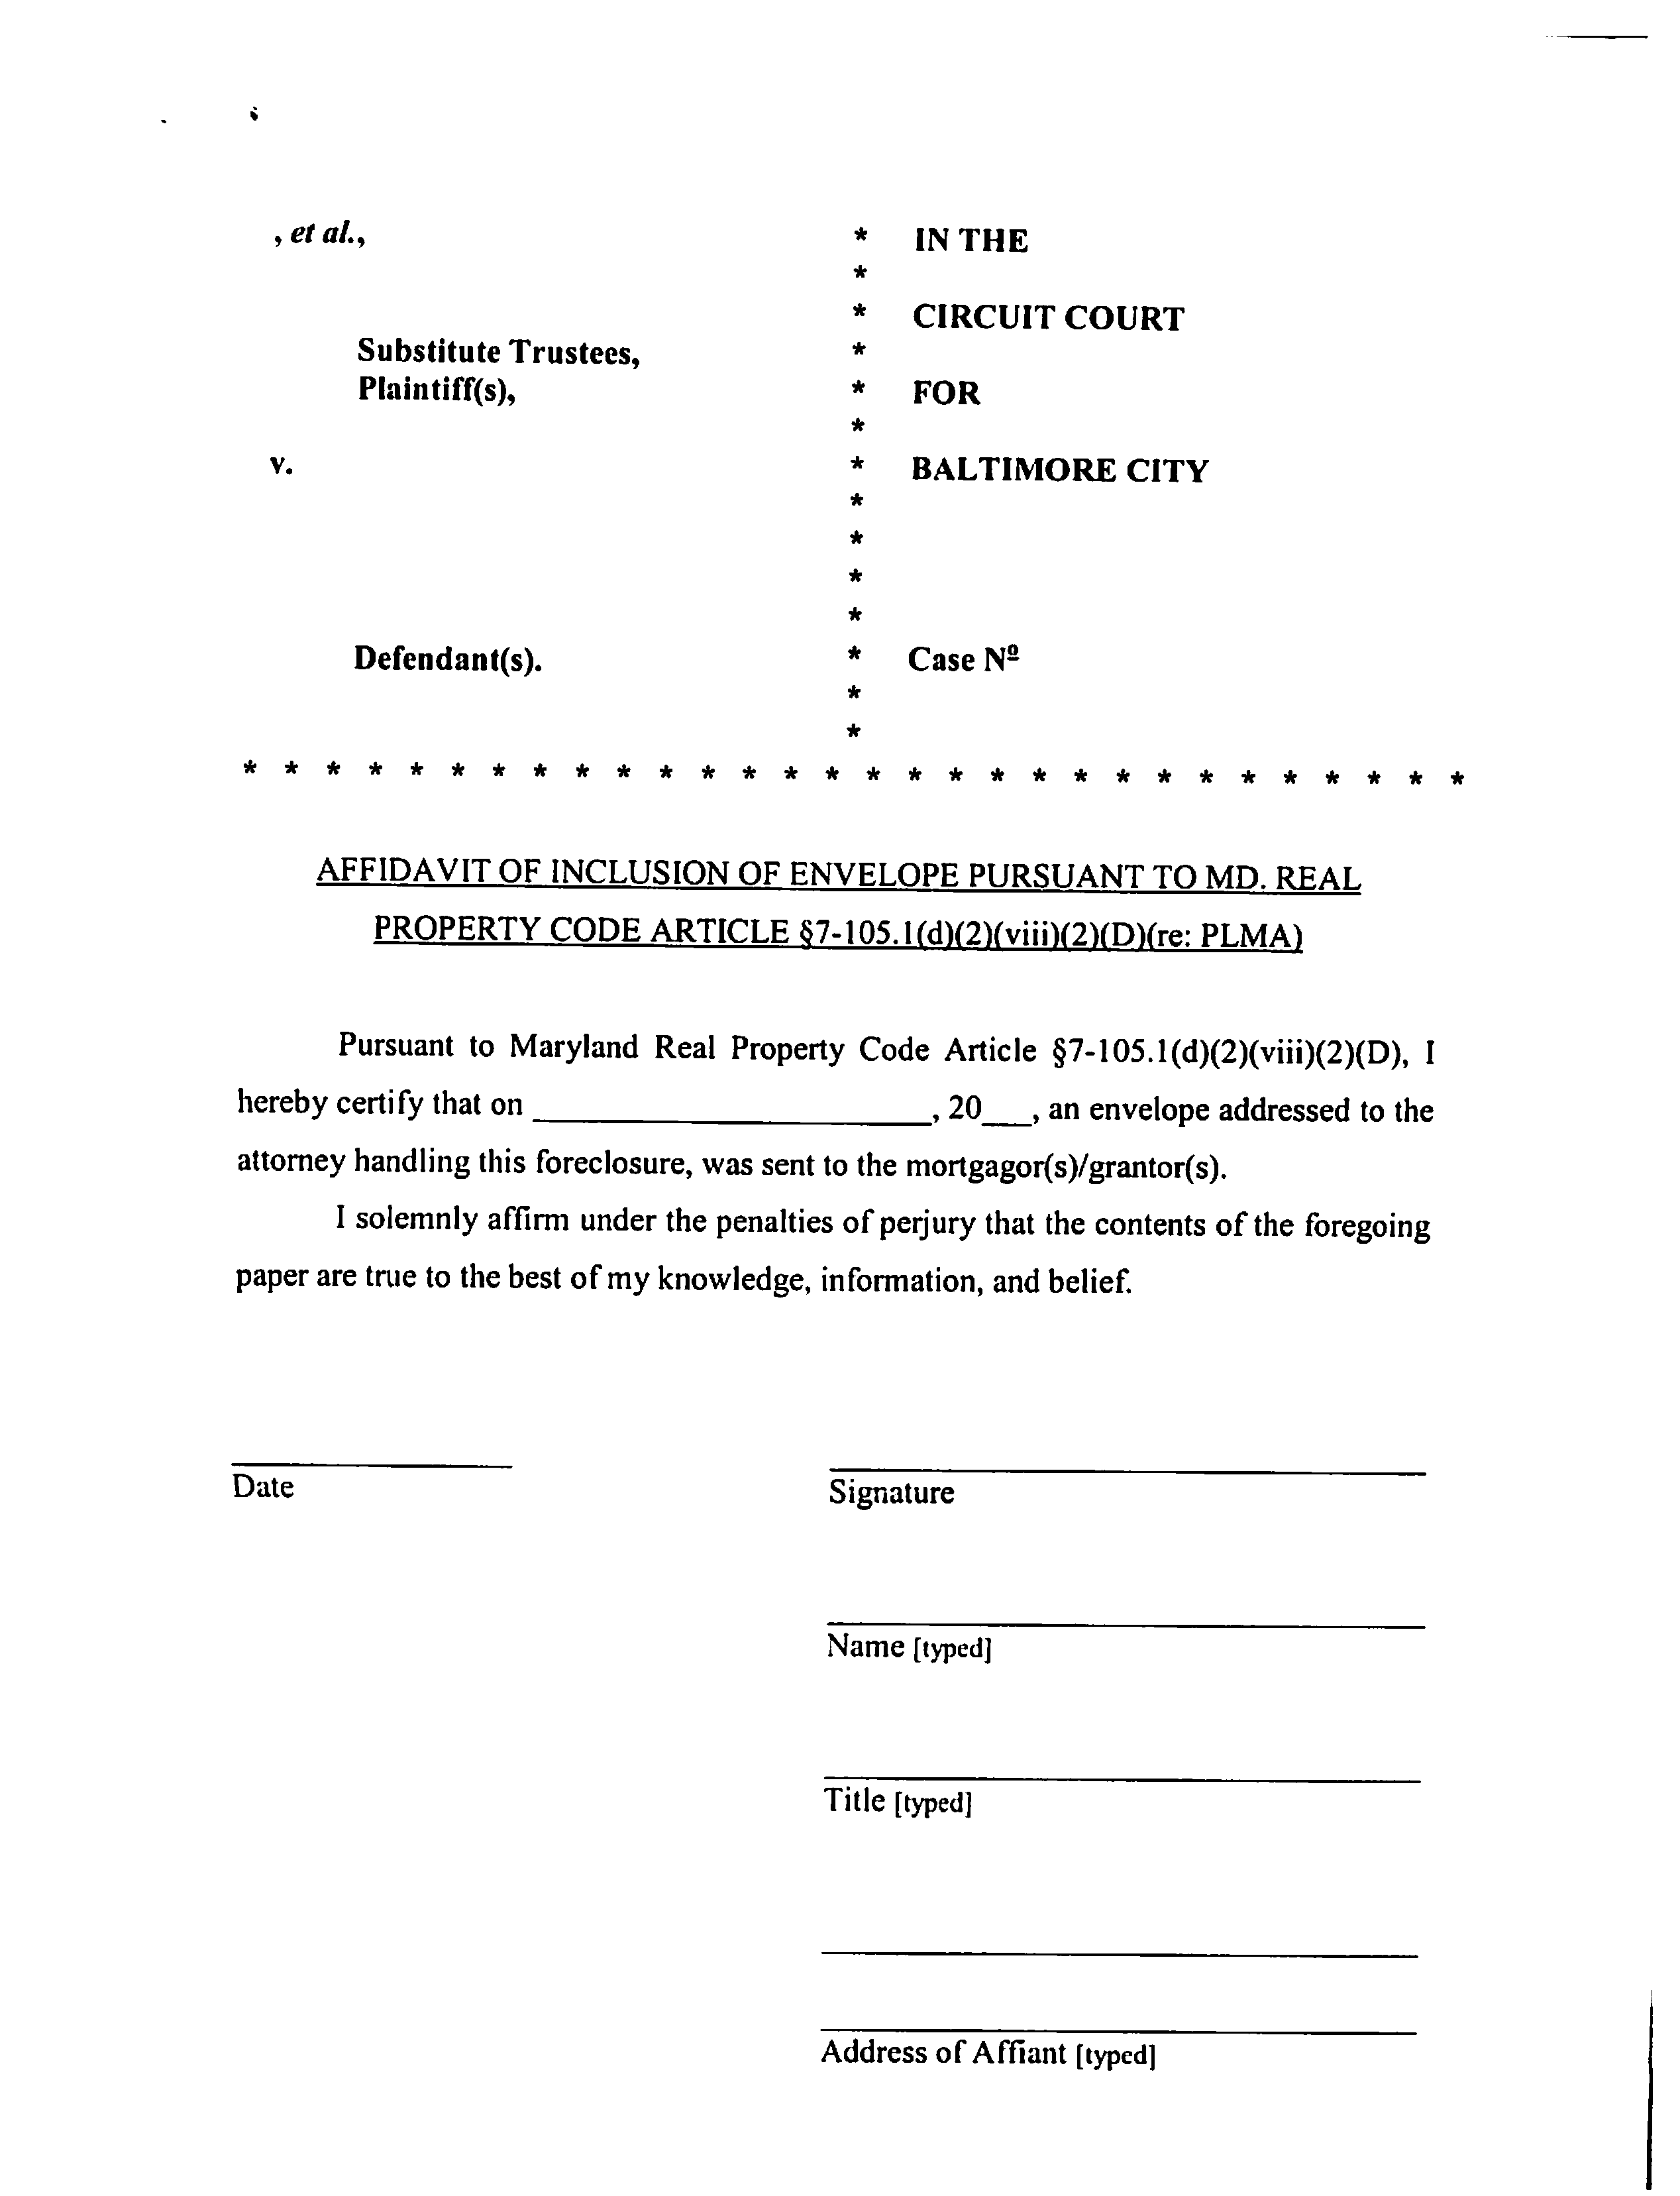 , et al.,
* IN THE
*
* CIRCUIT COURT
Substitute Trustees, *
Plaintiff(s), * FOR
*
v. * BALTIMORE CITY
*
*
*
*
Defendant(s). * Case Nº
*
*
* * * * * * * * * * * * * * * * * * * * * * * * * * * * * *
AFFIDAVIT OF INCLUSION OF ENVELOPE PURSUANT TO MD. REAL
PROPERTY CODE ARTICLE §7-105.1(d)(2)(viii)(2)(D)(re: PLMA)
Pursuant to Maryland Real Property Code Article §7-105.1(d)(2)(viii)(2)(D), I
hereby certify that on ______________________, 20___, an envelope addressed to the
attorney handling this foreclosure, was sent to the mortgagor(s)/grantor(s).
I solemnly affirm under the penalties of perjury that the contents of the foregoing
paper are true to the best of my knowledge, information, and belief.
Date
Signature
Name [typed]
Title [typed]
Address of Affiant [typed]